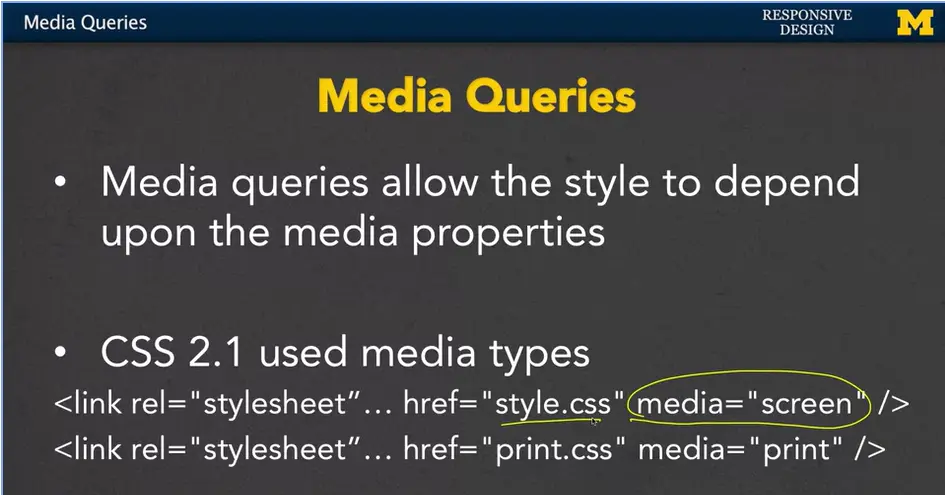 Media Queries
RESPONSIVE
DESIGN
M
Media Queries
• Media queries allow the style to depend
upon the media properties
• CSS 2.1 used media types
<link rel="stylesheet”… href="style.css" media="screen" />
<link rel="stylesheet”… href="print.css" media="print" />